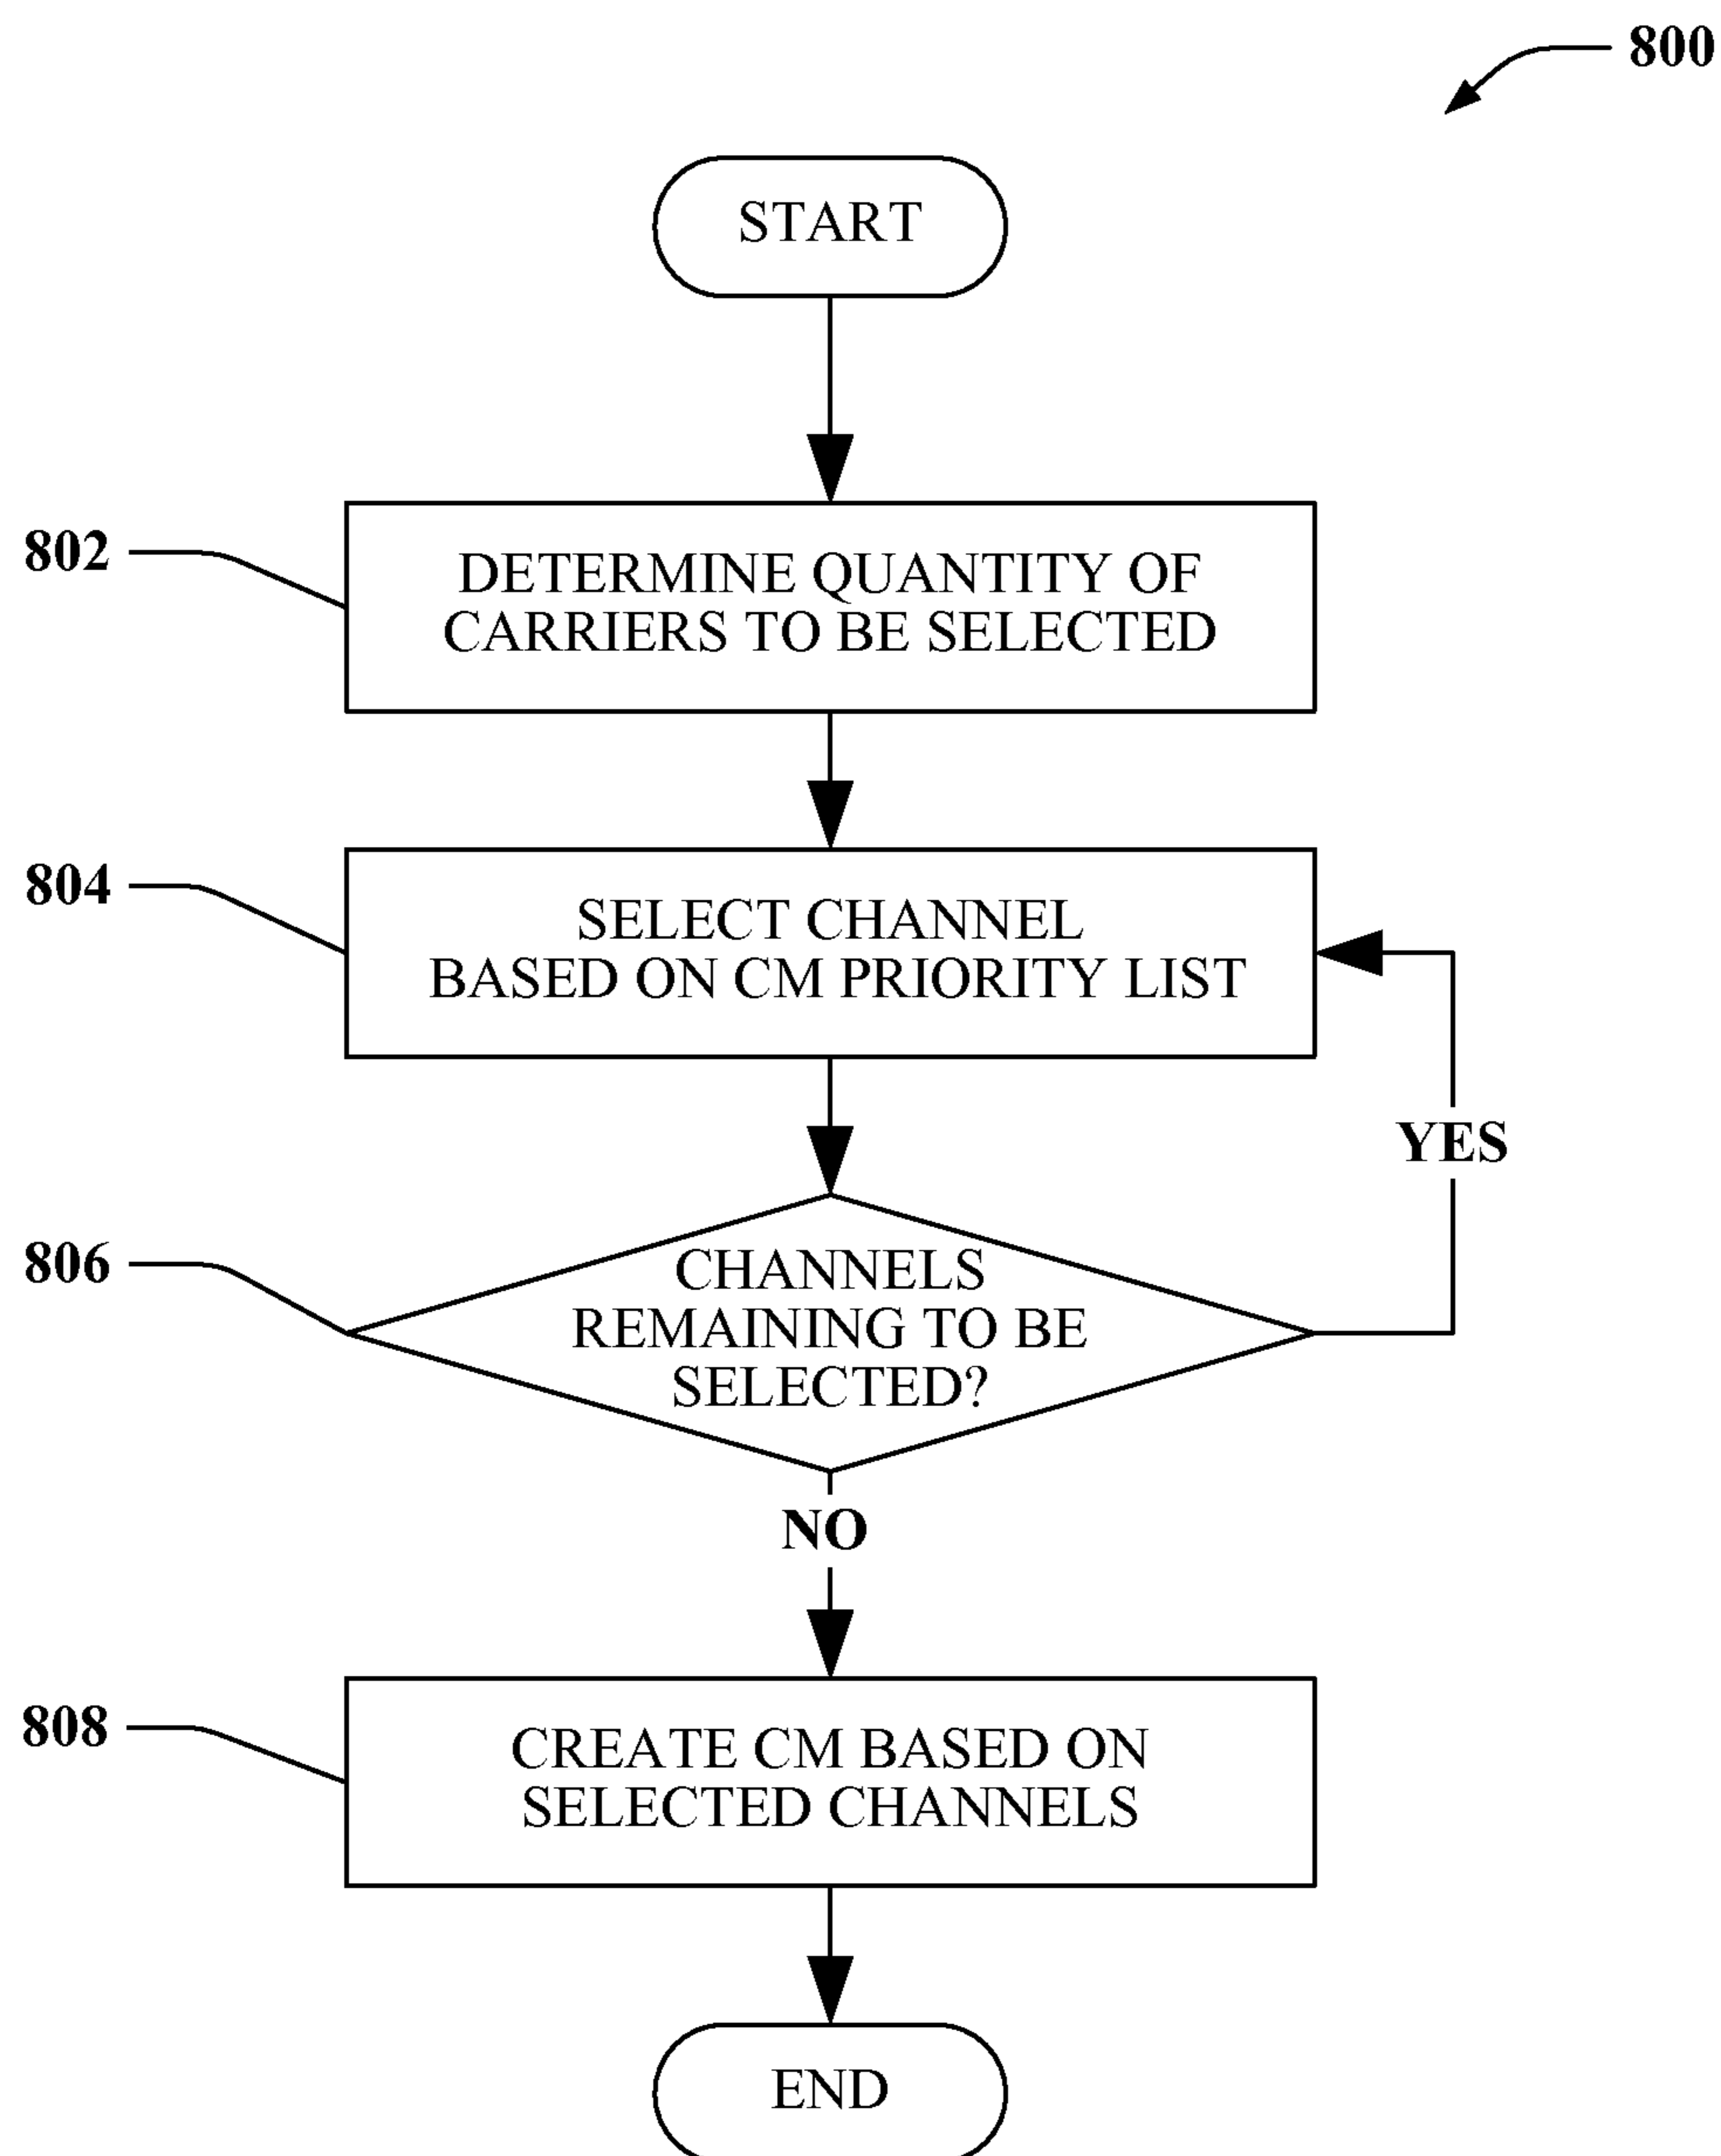 800
START
802
DETERMINE QUANTITY OF
CARRIERS TO BE SELECTED
804
SELECT CHANNEL
BASED ON CM PRIORITY LIST
YES
806
CHANNELS
REMAINING TO BE
SELECTED?
NO
808
CREATE CM BASED ON
SELECTED CHANNELS
END